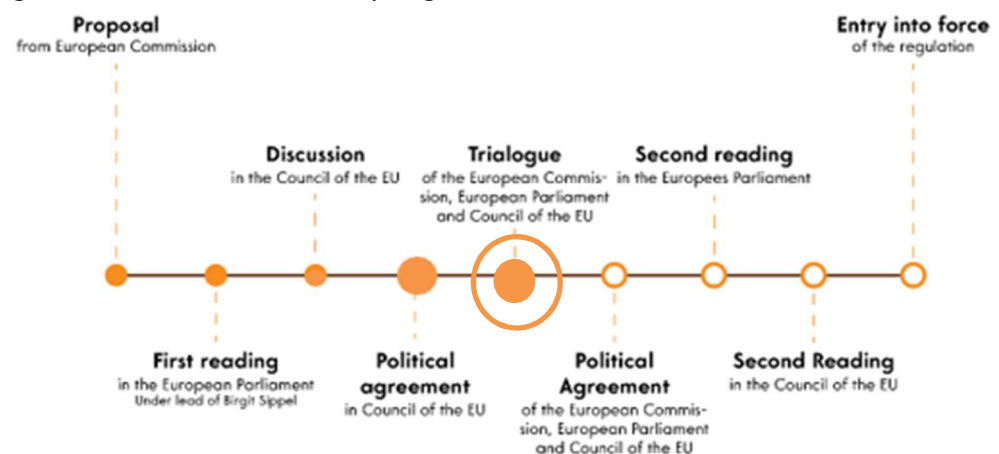 Proposal
from European Commission
Entry into force
of the regulation
Discussion
in the Council of the EU
Trialogue
of the European Commis-
sion, European Parliament
and Council of the EU
Second reading
in the Europees Parliament
First reading
in the European Parliament
Under lead of Birgit Sippel
Political
agreement
in Council of the EU
Political
Agreement
of the European Commis-
sion, European Parliament
and Council of the EU
Second Reading
in the Council of the EU